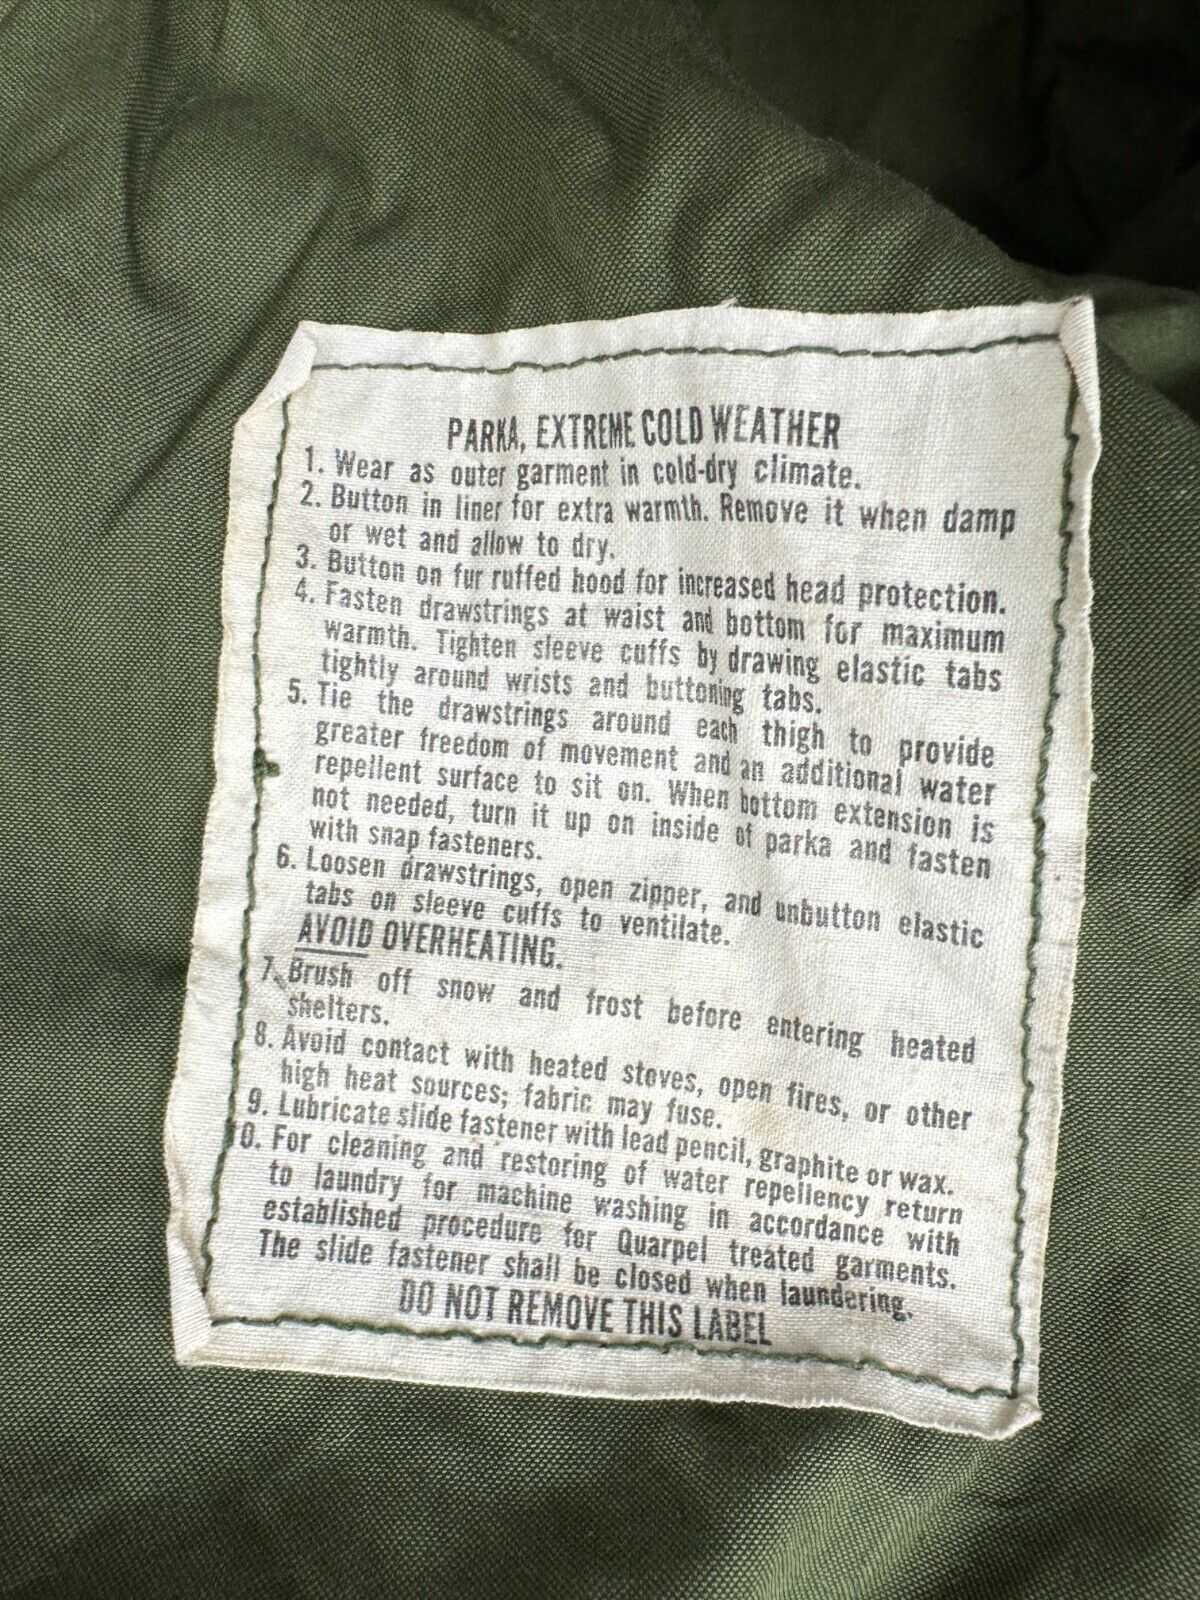 PARKA, EXTREME COLD WEATHER
1. Wear as outer garment in cold-dry climate.
2. Button in liner for extra warmth. Remove it when damp
or wet and allow to dry.
3. Button on fur ruffed hood for increased head protection.
4. Fasten drawstrings at waist and bottom for maximum
warmth. Tighten sleeve cuffs by drawing elastic tabs
tightly around wrists and buttoning tabs.
5. Tie the drawstrings around each thigh to provide
greater freedom of movement and an additional water
repellent surface to sit on. When bottom extension is
not needed, turn it up on inside of parka and fasten
with snap fasteners.
6. Loosen drawstrings, open zipper, and unbutton elastic
tabs on sleeve cuffs to ventilate.
AVOID OVERHEATING.
7. Brush off snow and frost before entering heated
shelters.
8. Avoid contact with heated stoves, open fires, or other
high heat sources; fabric may fuse.
9. Lubricate slide fastener with lead pencil, graphite or wax.
10. For cleaning and restoring of water repellency return
to laundry for machine washing in accordance with
established procedure for Quarpel treated garments.
The slide fastener shall be closed when laundering.
DO NOT REMOVE THIS LABEL